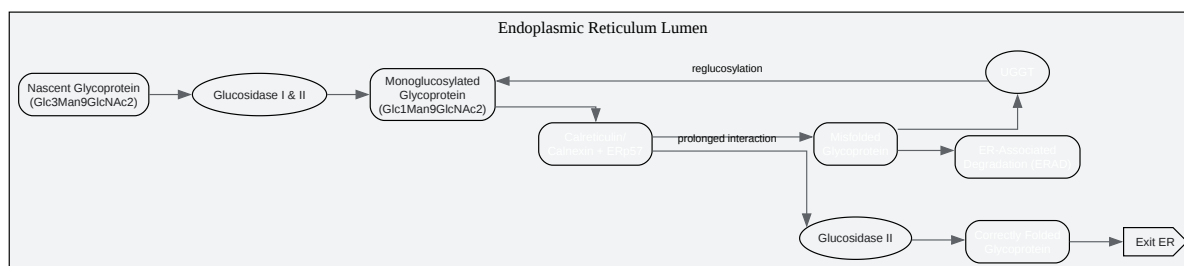 Endoplasmic Reticulum Lumen
Nascent Glycoprotein
(Glc3Man9GlcNAc2)
Glucosidase I & II
Monoglucosylated
Glycoprotein
(Glc1Man9GlcNAc2)
reglucosylation
UGGT
Calreticulin/
Calnexin + ERp57
prolonged interaction
Misfolded
Glycoprotein
ER-Associated
Degradation (ERAD)
Glucosidase II
Correctly Folded
Glycoprotein
Exit ER